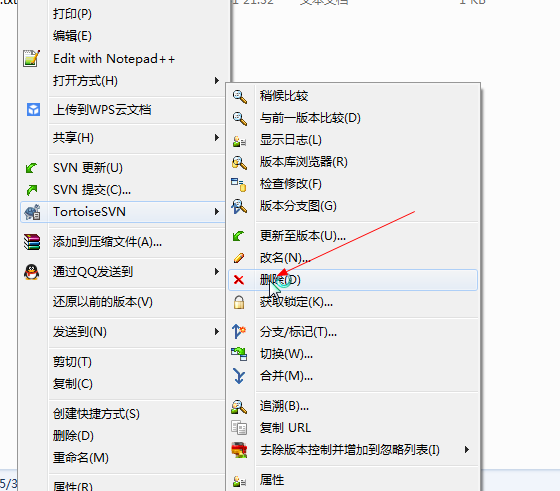 .txt
21:32
文本文档
1 KB
打印(P)
编辑(E)
Edit with Notepad++
打开方式(H)
上传到WPS云文档
共享(H)
SVN 更新(U)
SVN 提交(C)...
TortoiseSVN
添加到压缩文件(A)...
通过QQ发送到
还原以前的版本(V)
发送到(N)
剪切(T)
复制(C)
创建快捷方式(S)
删除(D)
重命名(M)
属性(R)
稍候比较
与前一版本比较(D)
显示日志(L)
版本库浏览器(R)
检查修改(F)
版本分支图(G)
更新至版本(U)...
改名(N)...
删除(D)
获取锁定(K)...
分支/标记(T)...
切换(W)...
合并(M)...
追溯(B)...
复制 URL
去除版本控制并增加到忽略列表(I)
属性
5/3